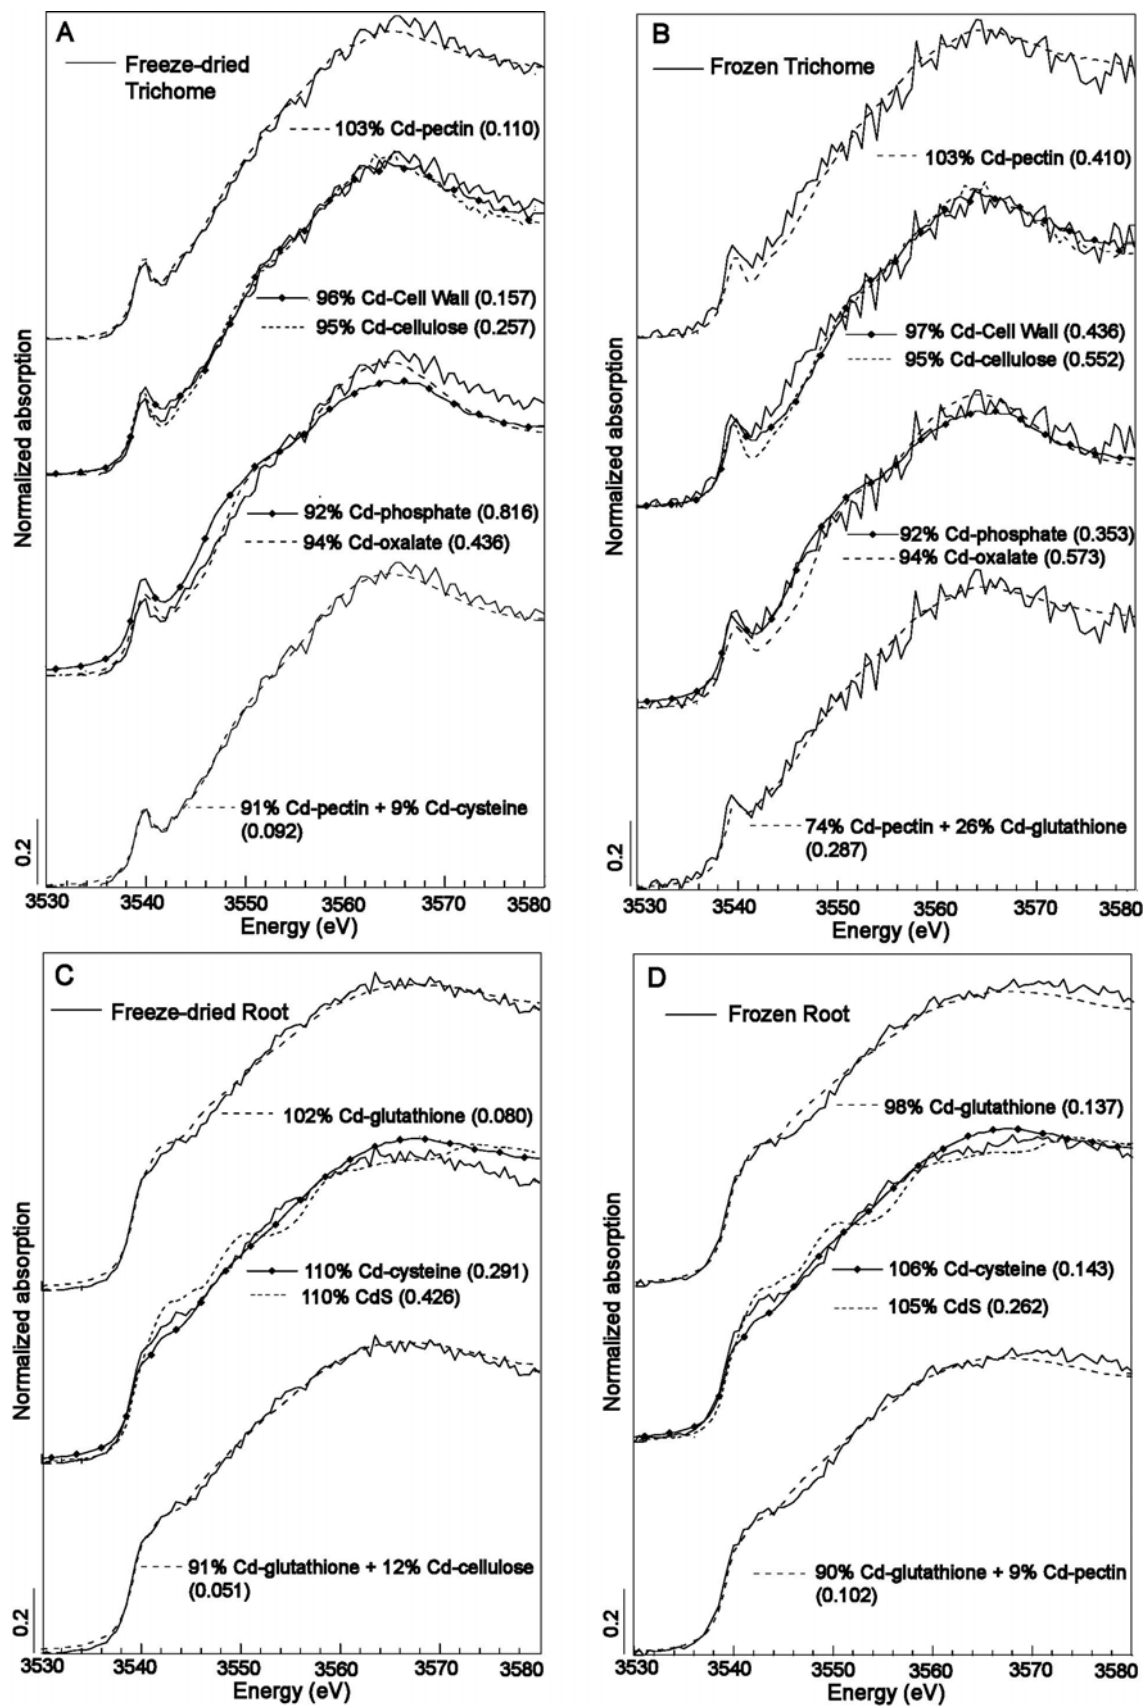 A
Freeze-dried
Trichome
103% Cd-pectin (0.110)
96% Cd-Cell Wall (0.157)
95% Cd-cellulose (0.257)
92% Cd-phosphate (0.816)
94% Cd-oxalate (0.436)
91% Cd-pectin + 9% Cd-cysteine
(0.092)
Normalized absorption
0.2
3530 3540 3550 3560 3570 3580
Energy (eV)
B
Frozen Trichome
103% Cd-pectin (0.410)
97% Cd-Cell Wall (0.436)
95% Cd-cellulose (0.552)
92% Cd-phosphate (0.353)
94% Cd-oxalate (0.573)
74% Cd-pectin + 26% Cd-glutathione
(0.287)
Normalized absorption
0.2
3530 3540 3550 3560 3570 3580
Energy (eV)
C
Freeze-dried Root
102% Cd-glutathione (0.080)
110% Cd-cysteine (0.291)
110% CdS (0.426)
91% Cd-glutathione + 12% Cd-cellulose
(0.051)
Normalized absorption
0.2
3530 3540 3550 3560 3570 3580
Energy (eV)
D
Frozen Root
98% Cd-glutathione (0.137)
106% Cd-cysteine (0.143)
105% CdS (0.262)
90% Cd-glutathione + 9% Cd-pectin
(0.102)
Normalized absorption
0.2
3530 3540 3550 3560 3570 3580
Energy (eV)